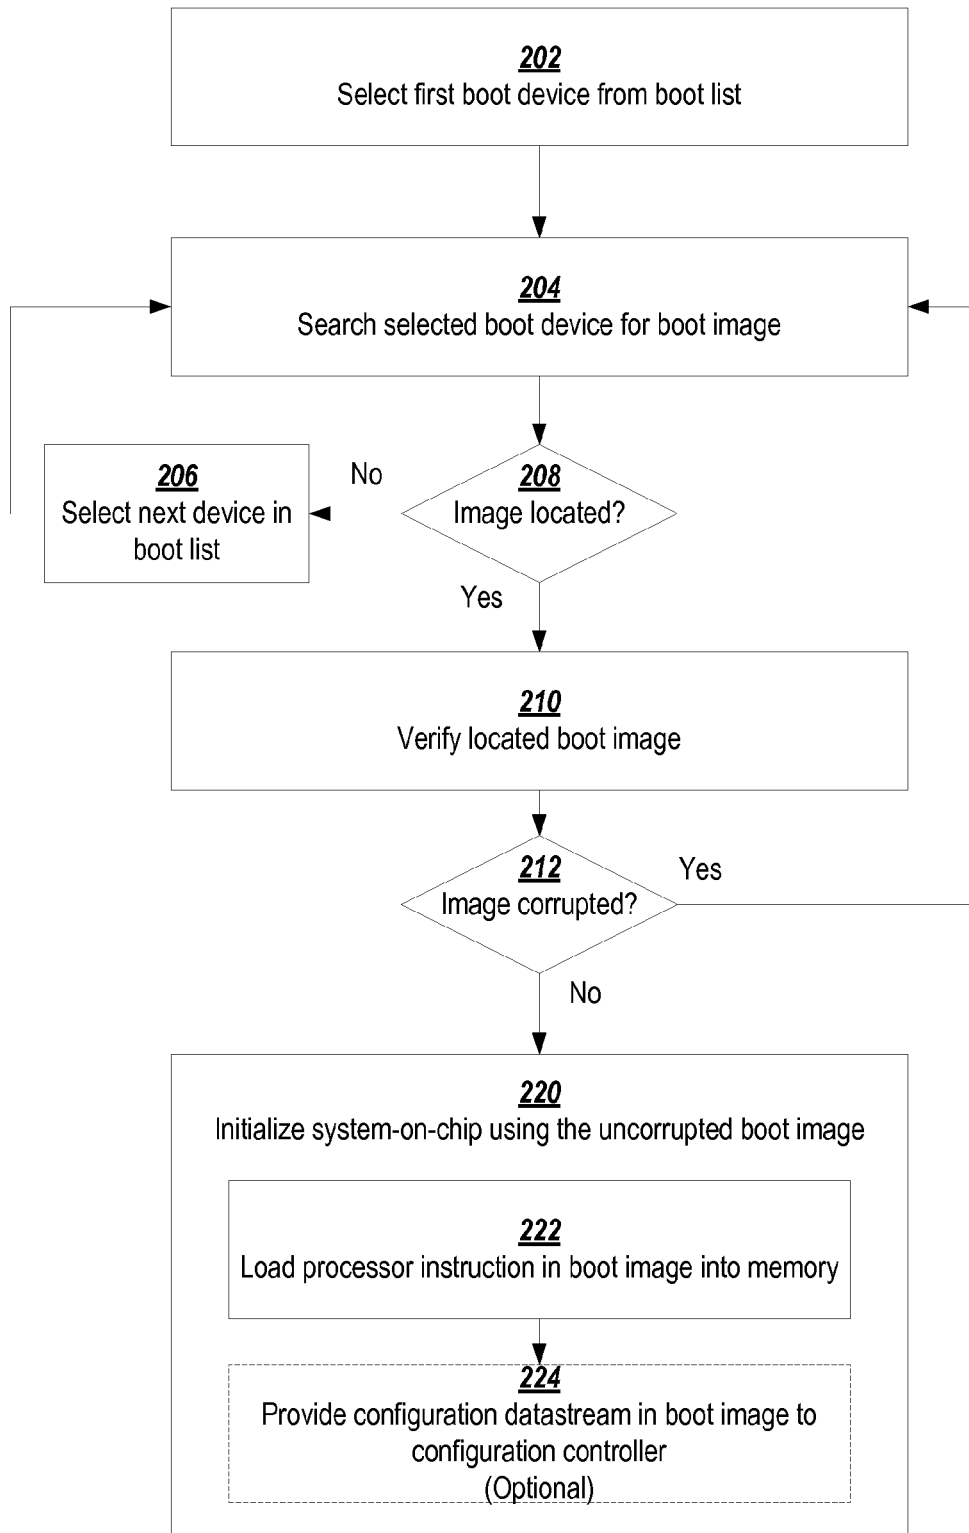 202
Select first boot device from boot list
204
Search selected boot device for boot image
206
Select next device in
boot list
No
208
Image located?
Yes
210
Verify located boot image
212
Image corrupted?
Yes
No
220
Initialize system-on-chip using the uncorrupted boot image
222
Load processor instruction in boot image into memory
224
Provide configuration datastream in boot image to
configuration controller
(Optional)